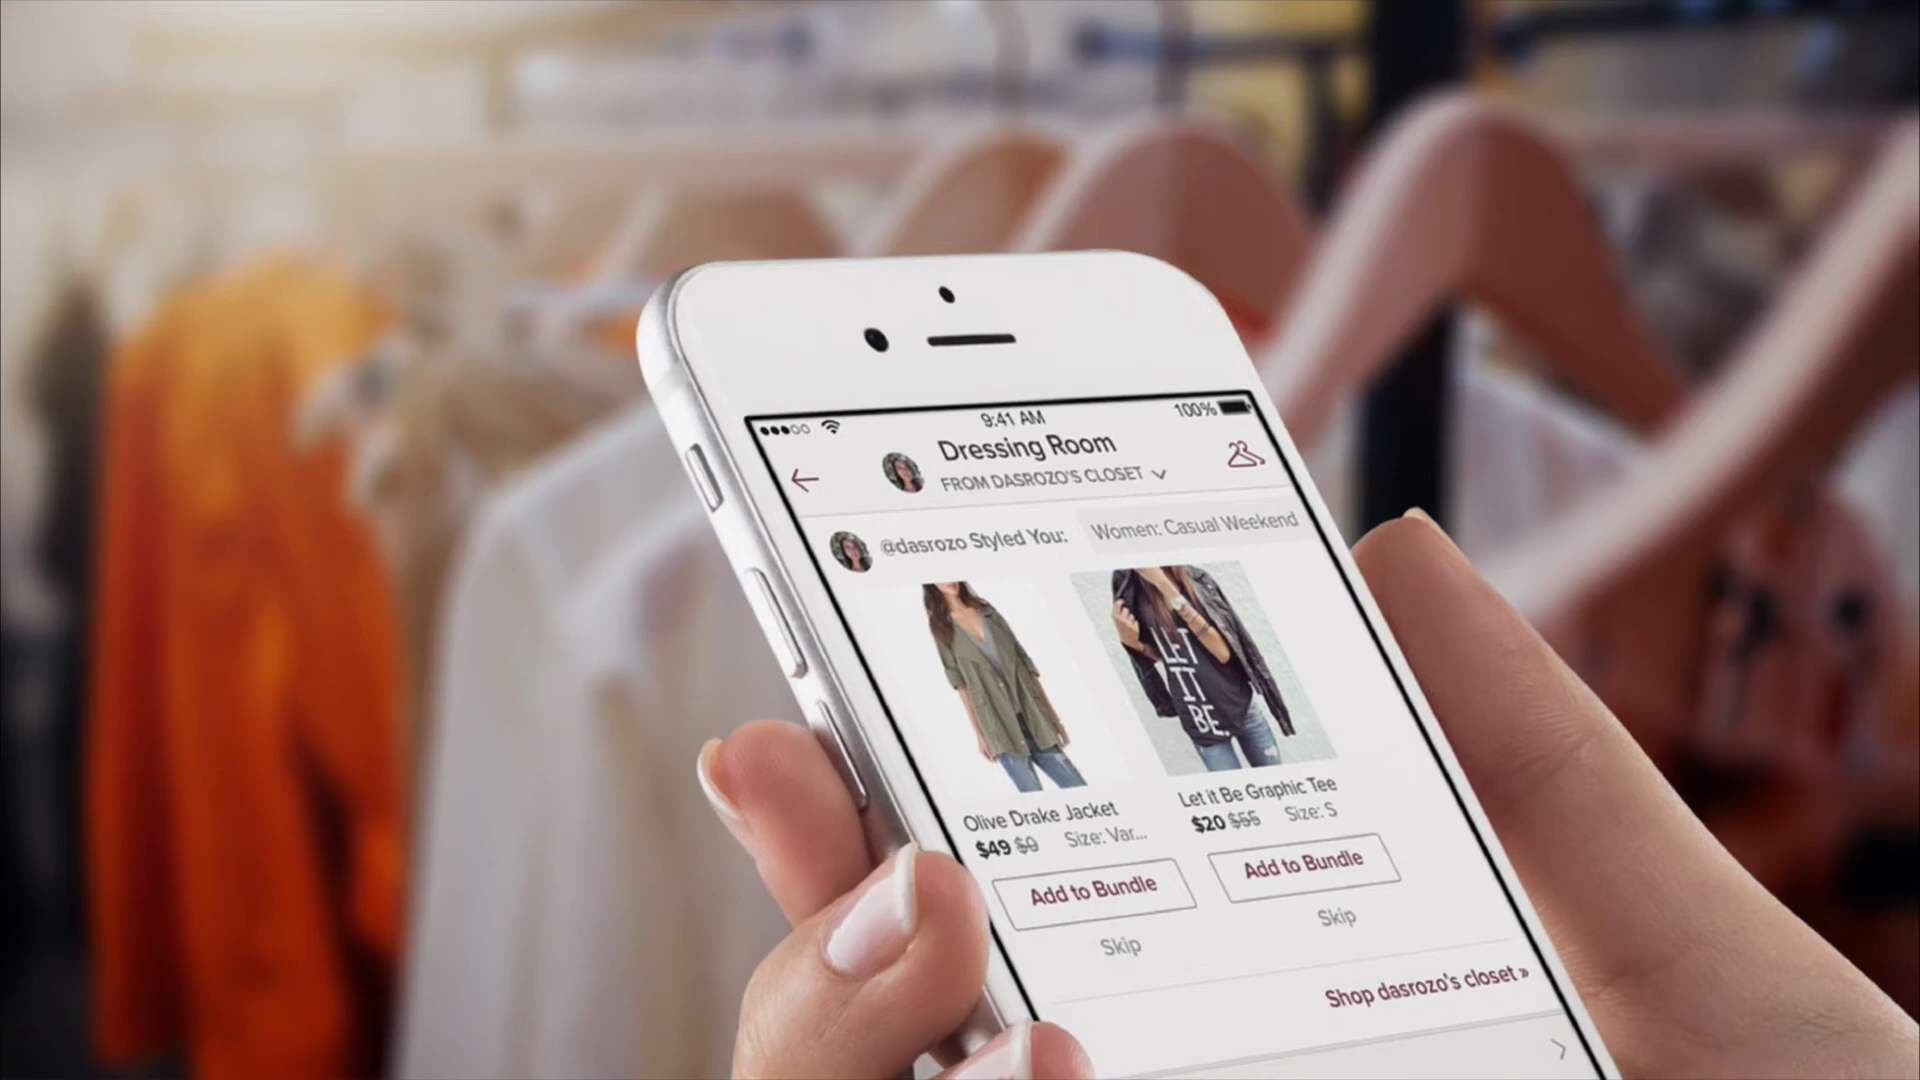 9:41 AM
100%
Dressing Room
FROM DASROZO'S CLOSET
@dasrozo Styled You:
Women: Casual Weekend
LET
IT
BE.
Olive Drake Jacket
$49 $0 Size: Var...
Add to Bundle
Skip
Let it Be Graphic Tee
$20 $55 Size: S
Add to Bundle
Skip
Shop dasrozo's closet »